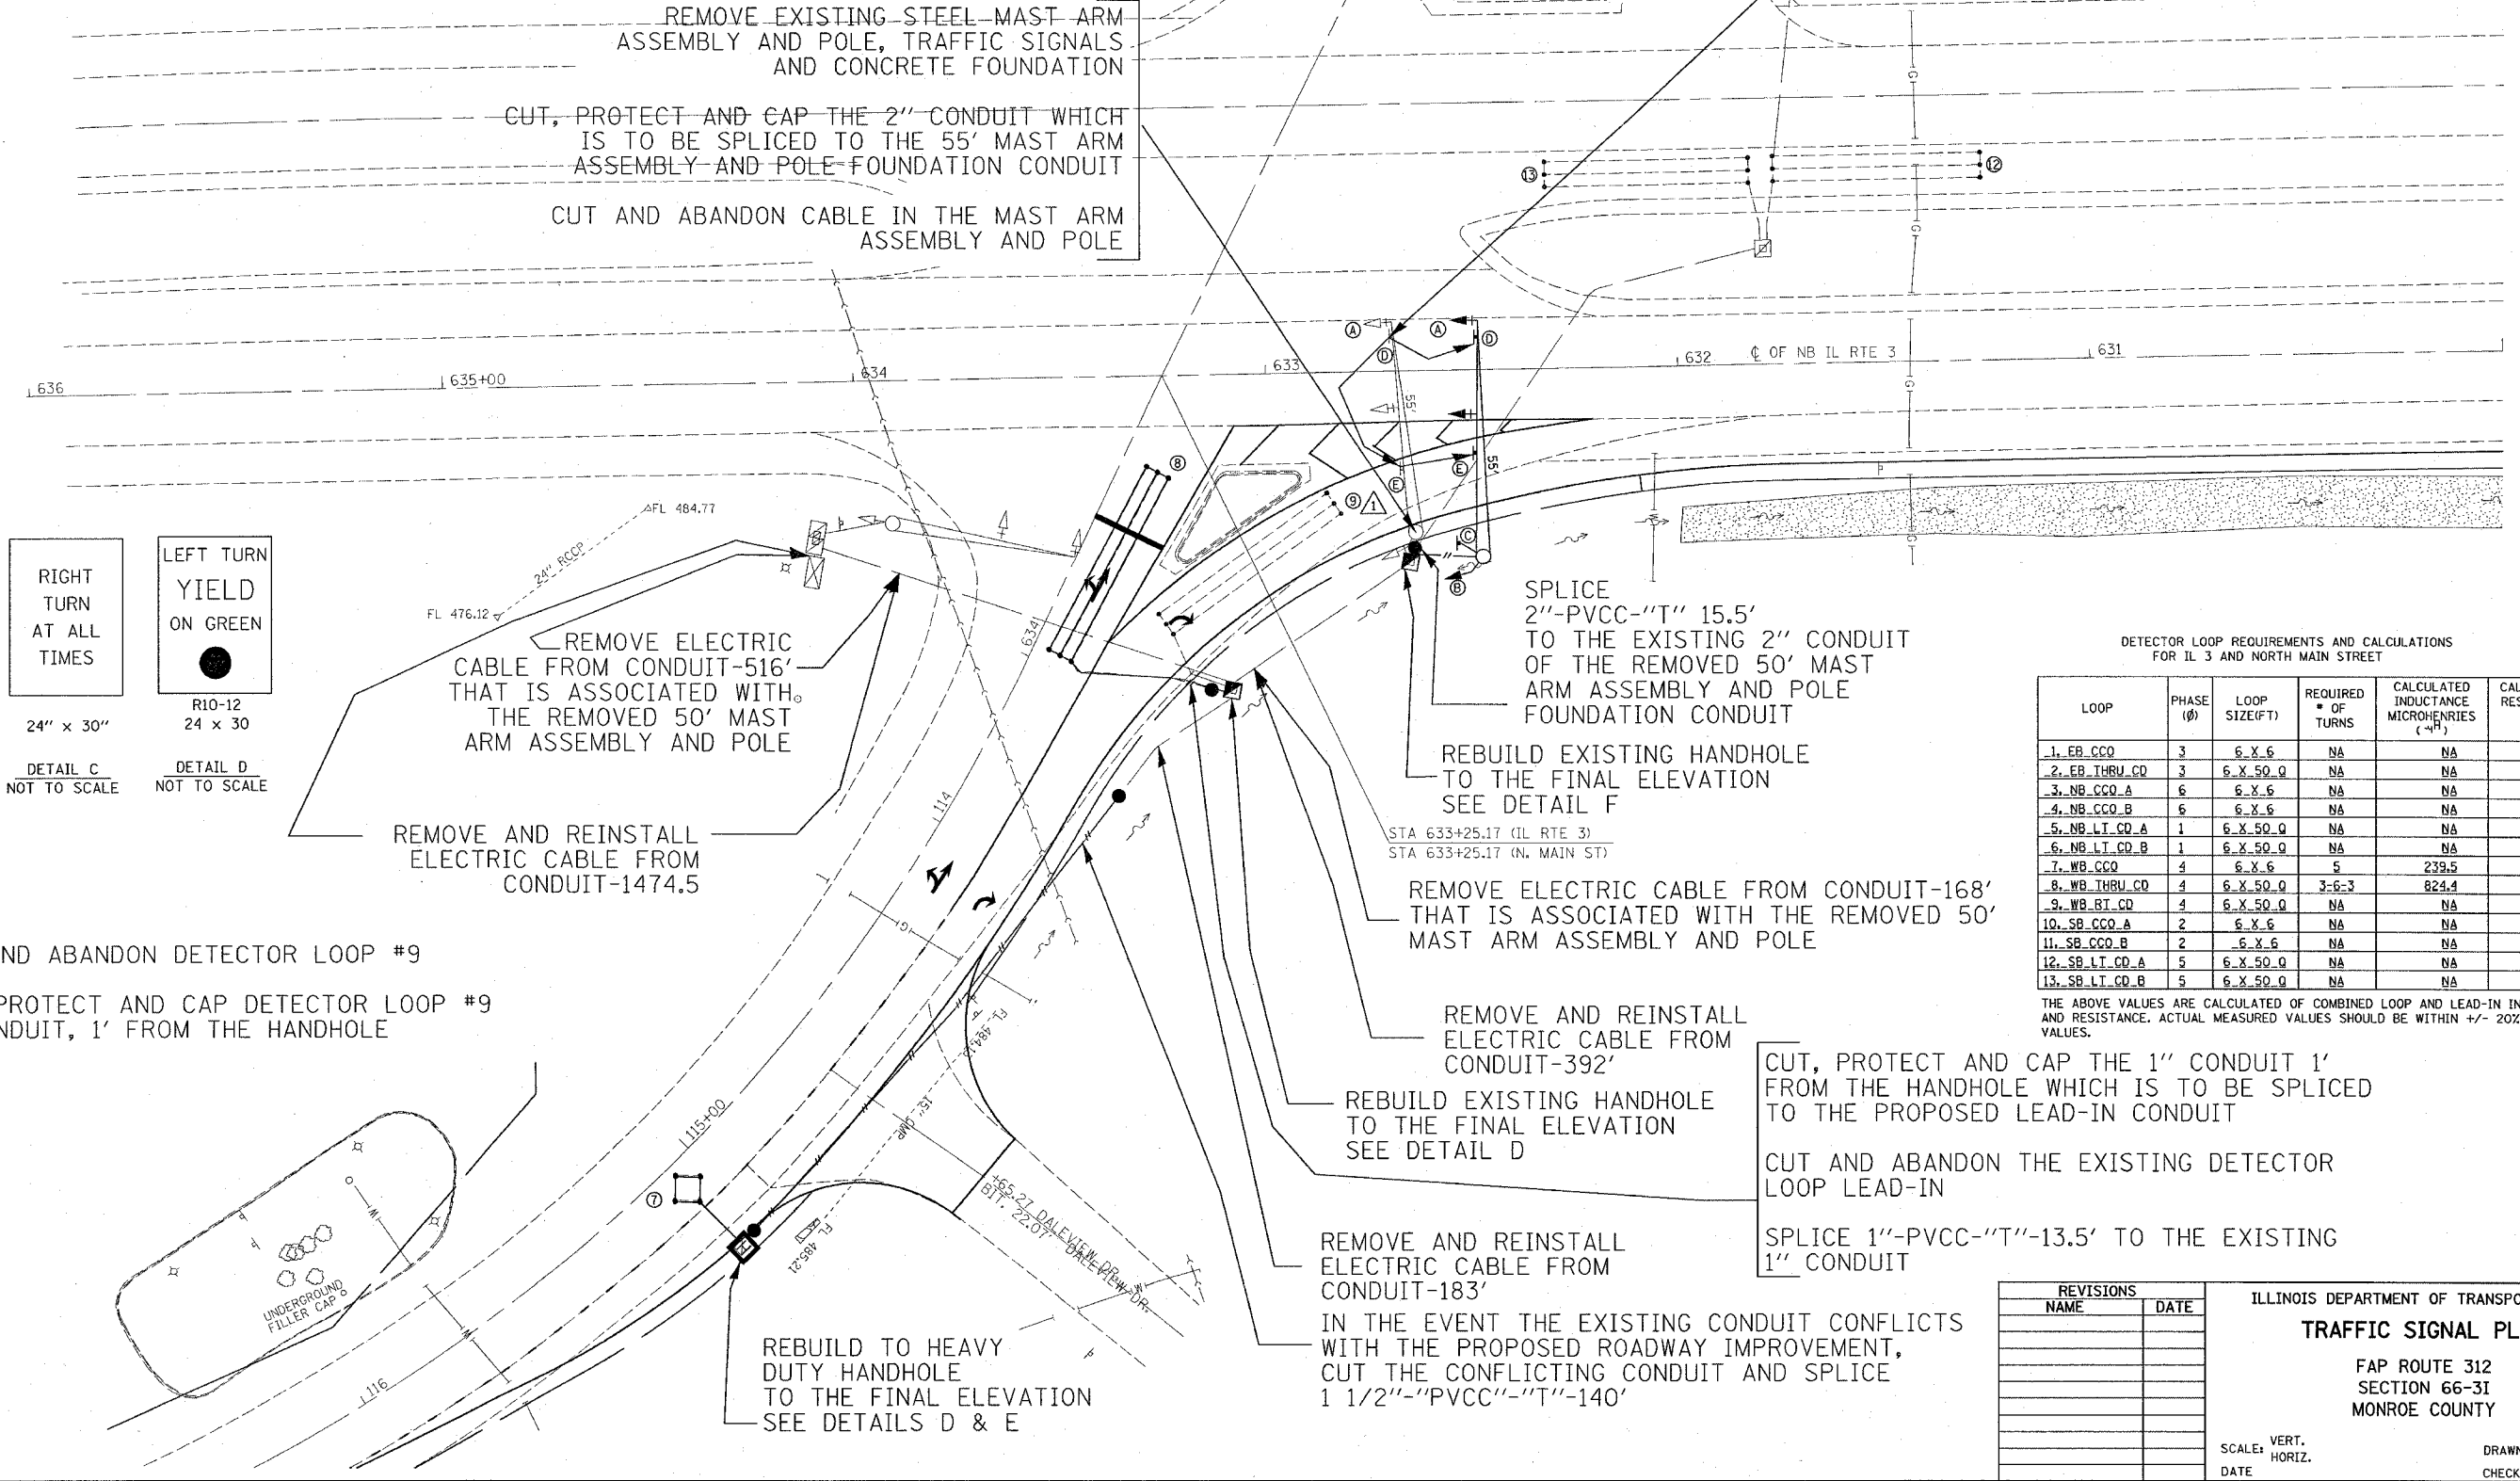 REMOVE EXISTING STEEL MAST ARM
ASSEMBLY AND POLE, TRAFFIC SIGNALS
AND CONCRETE FOUNDATION
CUT, PROTECT AND CAP THE 2" CONDUIT WHICH
IS TO BE SPLICED TO THE 55' MAST ARM
ASSEMBLY AND POLE FOUNDATION CONDUIT
CUT AND ABANDON CABLE IN THE MAST ARM
ASSEMBLY AND POLE
13
12
G
G
A
A
D
D
636
635+00
634
633
632
℄ OF NB IL RTE 3
631
G
55'
55'
E
E
8
9
1
C
B
FL 484.77
24" RCCP
FL 476.12
RIGHT
TURN
AT ALL
TIMES
24" x 30"
DETAIL C
NOT TO SCALE
LEFT TURN
YIELD
ON GREEN
R10-12
24 x 30
DETAIL D
NOT TO SCALE
REMOVE ELECTRIC
CABLE FROM CONDUIT-516'
THAT IS ASSOCIATED WITH
THE REMOVED 50' MAST
ARM ASSEMBLY AND POLE
634
114
REMOVE AND REINSTALL
ELECTRIC CABLE FROM
CONDUIT-1474.5
SPLICE
2"-PVCC-"T" 15.5'
TO THE EXISTING 2" CONDUIT
OF THE REMOVED 50' MAST
ARM ASSEMBLY AND POLE
FOUNDATION CONDUIT
REBUILD EXISTING HANDHOLE
TO THE FINAL ELEVATION
SEE DETAIL F
STA 633+25.17 (IL RTE 3)
STA 633+25.17 (N. MAIN ST)
REMOVE ELECTRIC CABLE FROM CONDUIT-168'
THAT IS ASSOCIATED WITH THE REMOVED 50'
MAST ARM ASSEMBLY AND POLE
DETECTOR LOOP REQUIREMENTS AND CALCULATIONS
FOR IL 3 AND NORTH MAIN STREET
LOOP PHASE (Ø) LOOP SIZE(FT) REQUIRED # OF TURNS CALCULATED INDUCTANCE MICROHENRIES
1. EB CCO 3 6 X 6 NA NA
2. EB THRU CD 3 6 X 50 Q NA NA
3. NB CCO A 6 6 X 6 NA NA
4. NB CCO B 6 6 X 6 NA NA
5. NB LT CD A 1 6 X 50 Q NA NA
6. NB LT CD B 1 6 X 50 Q NA NA
7. WB CCO 4 6 X 6 5 239.5
8. WB THRU CD 4 6 X 50 Q 3-6-3 824.4
9. WB RT CD 4 6 X 50 Q NA NA
10. SB CCO A 2 6 X 6 NA NA
11. SB CCO B 2 6 X 6 NA NA
12. SB LT CD A 5 6 X 50 Q NA NA
13. SB LT CD B 5 6 X 50 Q NA NA
THE ABOVE VALUES ARE CALCULATED OF COMBINED LOOP AND LEAD-IN IN
AND RESISTANCE. ACTUAL MEASURED VALUES SHOULD BE WITHIN +/- 20%
VALUES.
ND ABANDON DETECTOR LOOP #9
PROTECT AND CAP DETECTOR LOOP #9
NDUIT, 1' FROM THE HANDHOLE
G
REMOVE AND REINSTALL
ELECTRIC CABLE FROM
CONDUIT-392'
REBUILD EXISTING HANDHOLE
TO THE FINAL ELEVATION
SEE DETAIL D
CUT, PROTECT AND CAP THE 1" CONDUIT 1'
FROM THE HANDHOLE WHICH IS TO BE SPLICED
TO THE PROPOSED LEAD-IN CONDUIT
CUT AND ABANDON THE EXISTING DETECTOR
LOOP LEAD-IN
SPLICE 1"-PVCC-"T"-13.5' TO THE EXISTING
1" CONDUIT
115+00
15" CMP
7
W
W
UNDERGROUND
FILLER CAP
116
FL 485.21
+65.27 DALEVIEW DR.
BIT. 22.07' DALEVIEW DR.
REMOVE AND REINSTALL
ELECTRIC CABLE FROM
CONDUIT-183'
IN THE EVENT THE EXISTING CONDUIT CONFLICTS
WITH THE PROPOSED ROADWAY IMPROVEMENT,
CUT THE CONFLICTING CONDUIT AND SPLICE
1 1/2"-"PVCC"-"T"-140'
REBUILD TO HEAVY
DUTY HANDHOLE
TO THE FINAL ELEVATION
SEE DETAILS D & E
REVISIONS
NAME DATE
ILLINOIS DEPARTMENT OF TRANSPO
TRAFFIC SIGNAL PL
FAP ROUTE 312
SECTION 66-3I
MONROE COUNTY
SCALE: VERT.
HORIZ.
DATE
DRAWN
CHECK